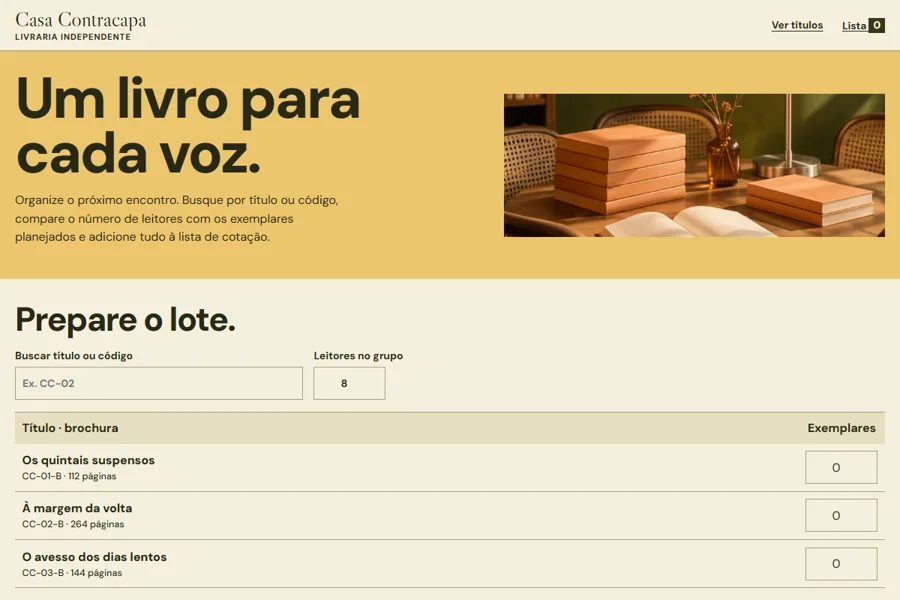 Casa Contracapa
LIVRARIA INDEPENDENTE
Ver títulos
Lista 0
Um livro para
cada voz.
Organize o próximo encontro. Busque por título ou código,
compare o número de leitores com os exemplares
planejados e adicione tudo à lista de cotação.
Prepare o lote.
Buscar título ou código
Leitores no grupo
Ex. CC-02
8
Título · brochura
Exemplares
Os quintais suspensos
CC-01-B · 112 páginas
0
À margem da volta
CC-02-B · 264 páginas
0
O avesso dos dias lentos
CC-03-B · 144 páginas
0